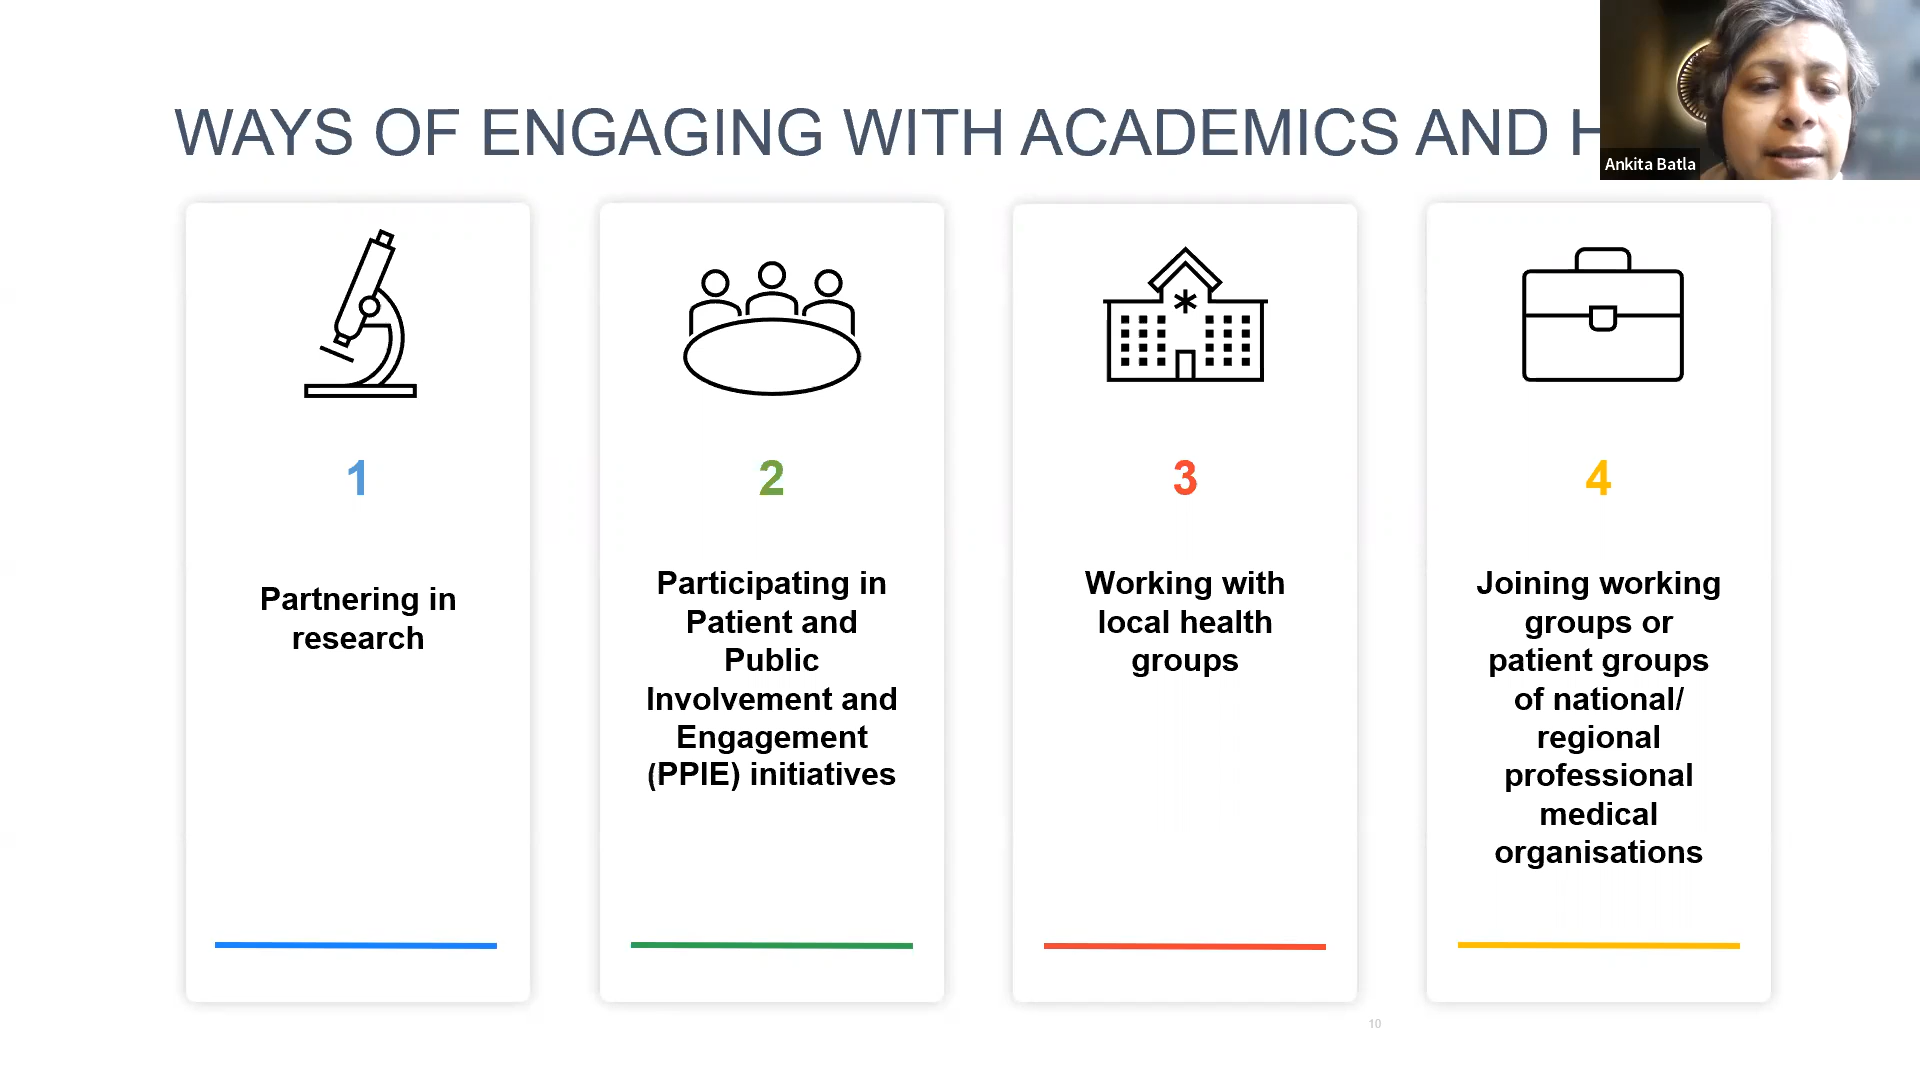 WAYS OF ENGAGING WITH ACADEMICS AND
Ankita Batla
1
Partnering in
research
2
Participating in
Patient and
Public
Involvement and
Engagement
(PPIE) initiatives
3
Working with
local health
groups
4
Joining working
groups or
patient groups
of national/
regional
professional
medical
organisations
10